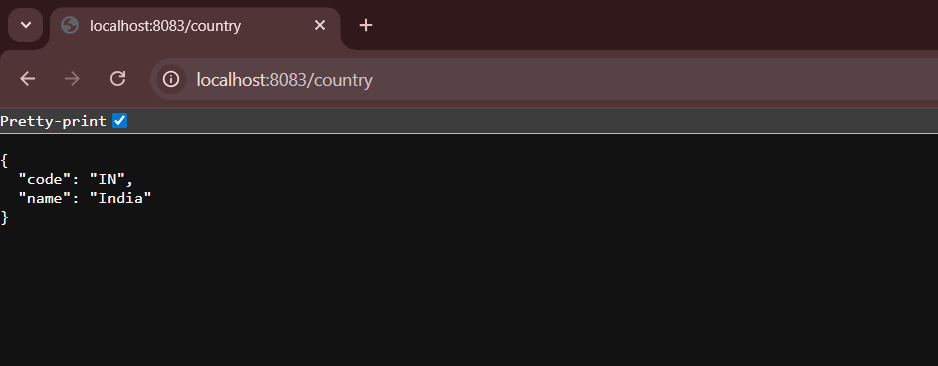 localhost:8083/country
localhost:8083/country
Pretty-print
{
  "code": "IN",
  "name": "India"
}